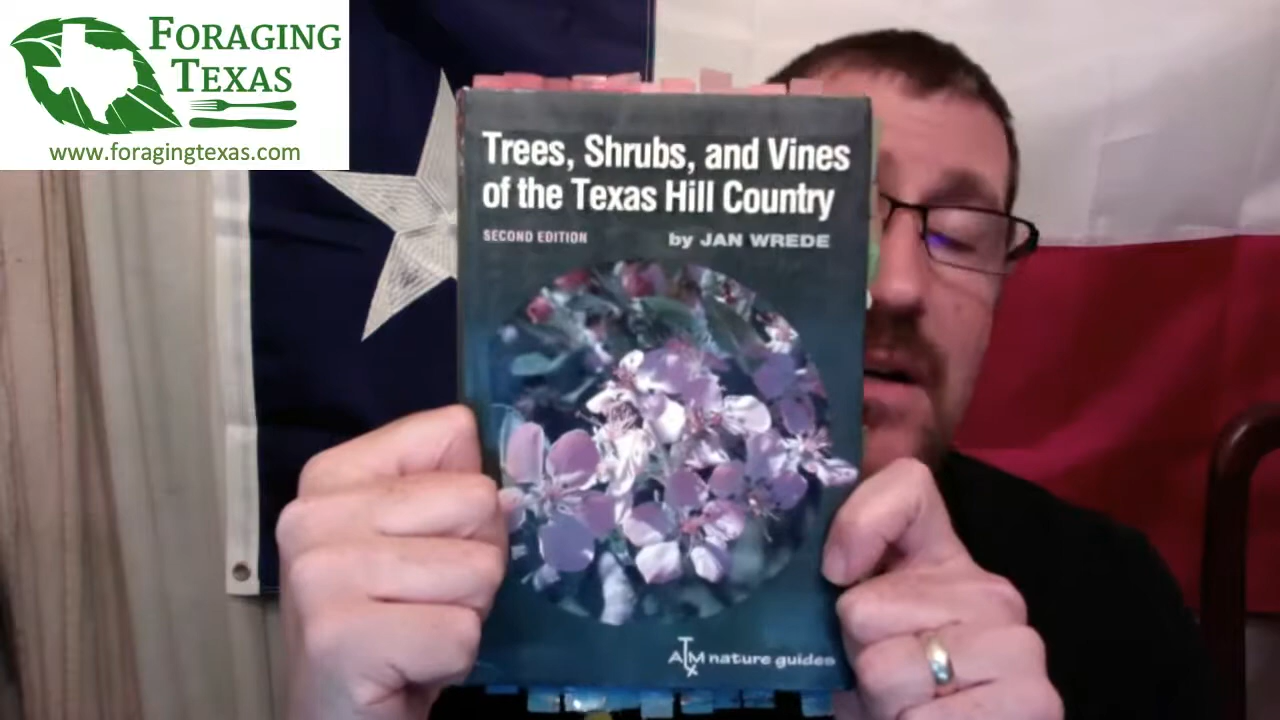 FORAGING
TEXAS
www.foragingtexas.com
Trees, Shrubs, and Vines
of the Texas Hill Country
SECOND EDITION by JAN WREDE
ATM nature guides